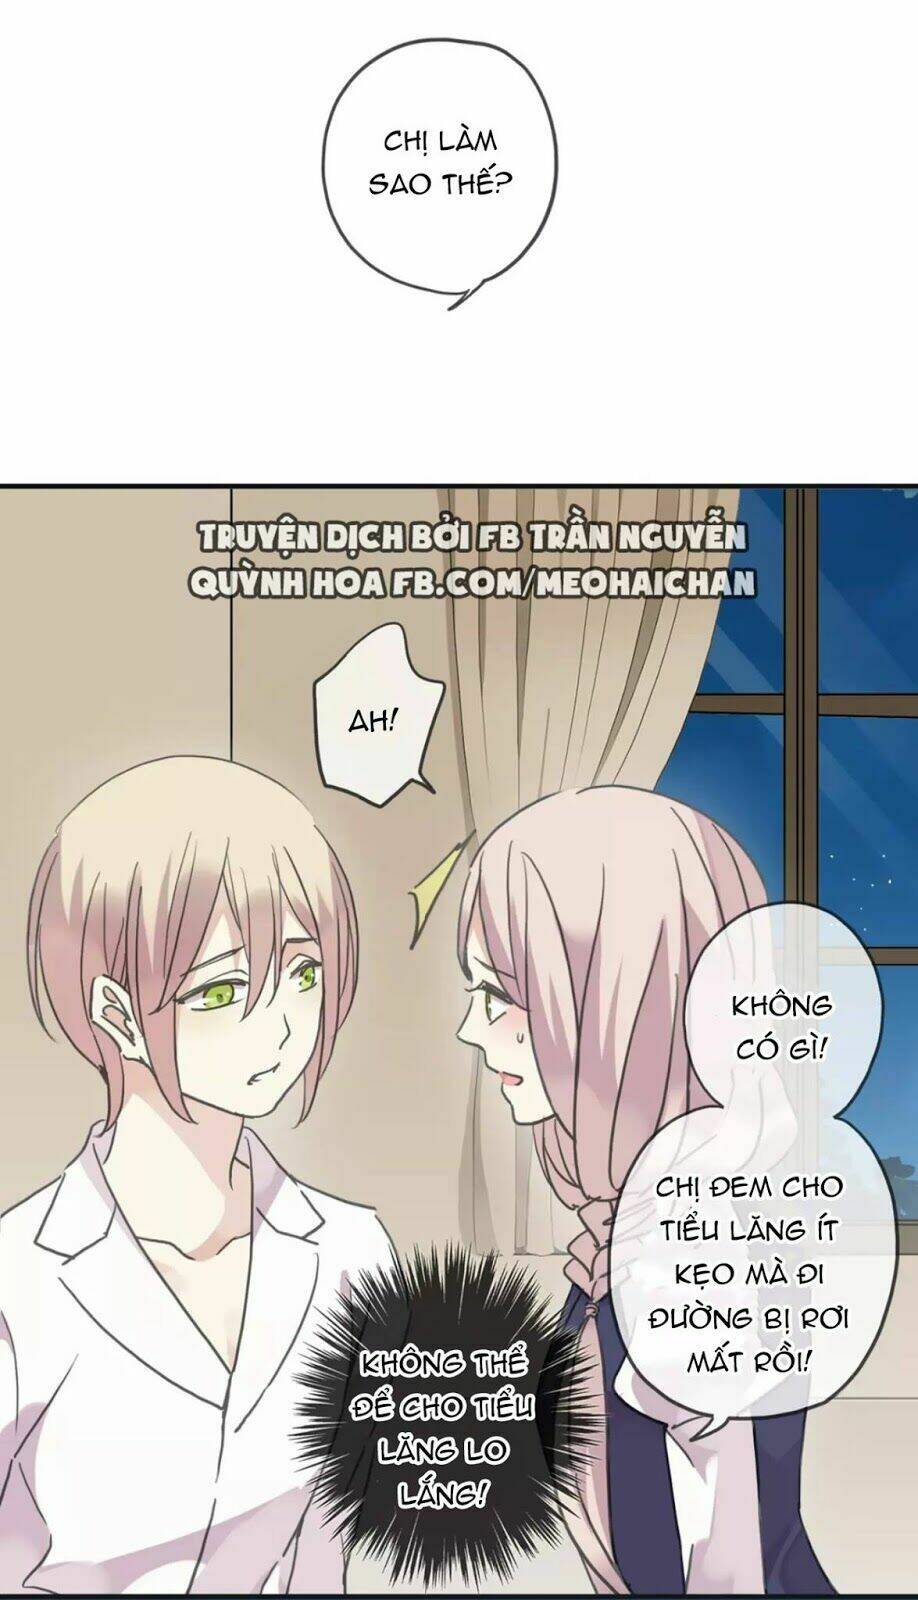 CHỊ LÀM
SAO THẾ?
TRUYỆN DỊCH BỞI FB TRẦN NGUYỄN
QUỲNH HOA FB.COM/MEOHAICHAN
AH!
KHÔNG
CÓ GÌ!
CHỊ ĐEM CHO
TIỂU LĂNG ÍT
KẸO MÀ ĐI
ĐƯỜNG BỊ RƠI
MẤT RỒI!
KHÔNG THỂ
ĐỂ CHO TIỂU
LĂNG LO
LẮNG!